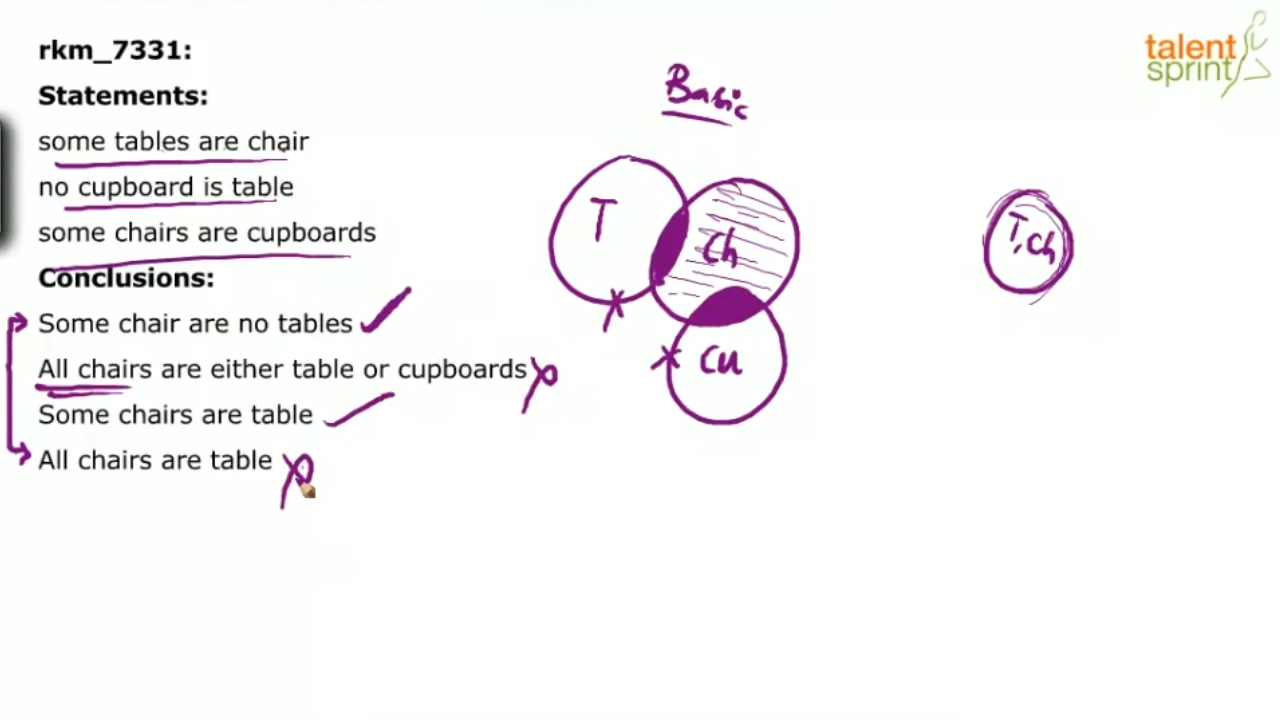 rkm_7331:
Statements:
some tables are chair
no cupboard is table
some chairs are cupboards
Conclusions:
Some chair are no tables
All chairs are either table or cupboards
Some chairs are table
All chairs are table
Basic
T
Ch
Cu
T, Ch
talent
sprint